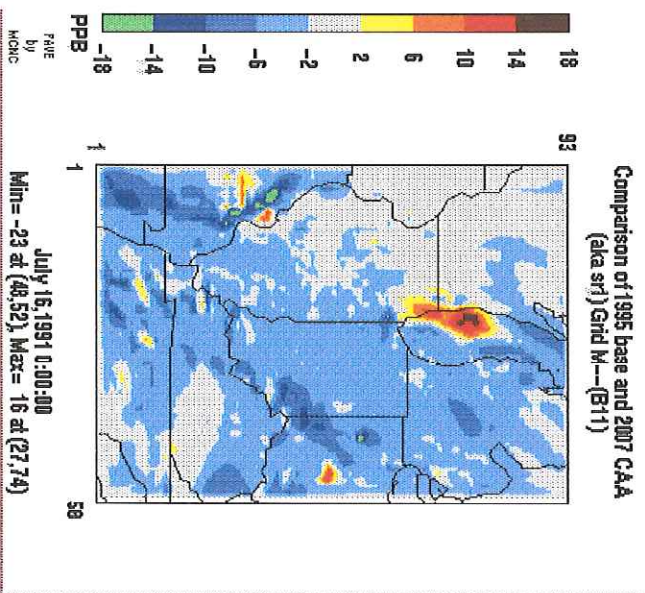 Comparison of 1995 base and 2007 CAA
(aka srd) Grid M---(B11)
18
14
10
6
2
-2
-6
-10
-14
-18
PPB
PAVE
by
MCNC
93
1
1
58
July 16,1991 0:00:00
Min= -23 at (48,52), Max= 16 at (27,74)